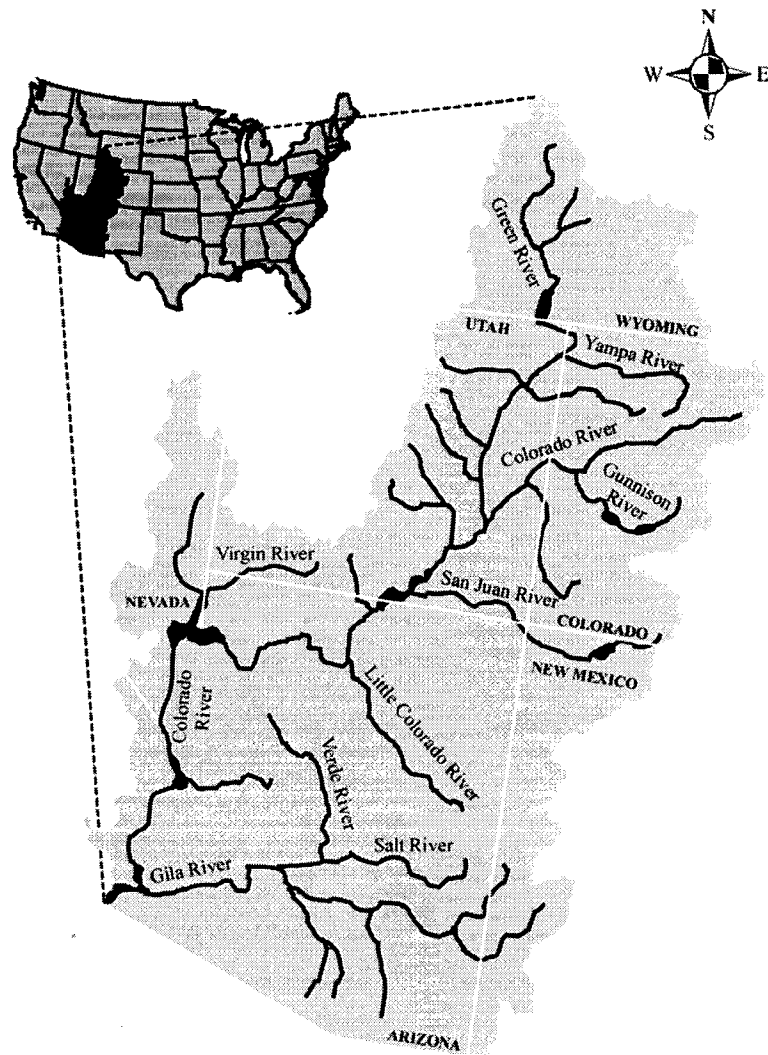 N
W E
S
Green River
UTAH
WYOMING
Yampa River
Colorado River
Gunnison
River
Virgin River
NEVADA
San Juan River
COLORADO
NEW MEXICO
Colorado
River
Little Colorado River
Verde River
Salt River
Gila River
ARIZONA